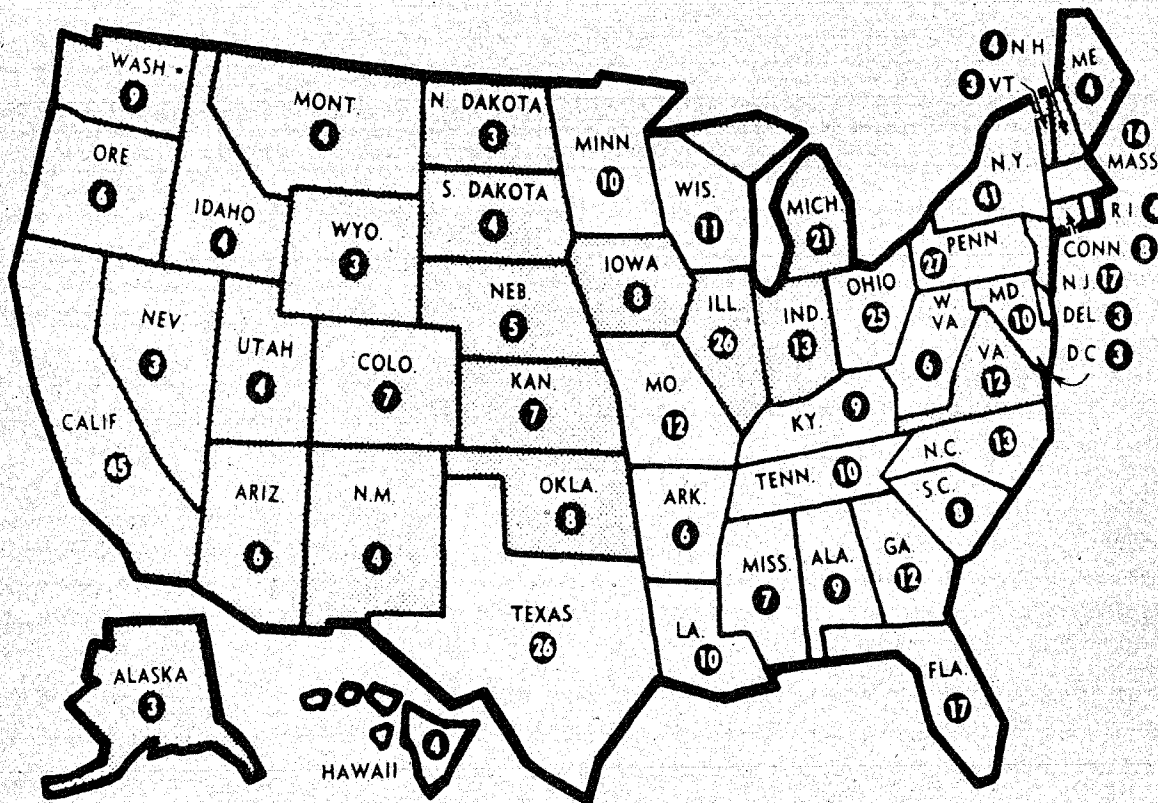 WASH
9
ORE
6
CALIF
45
NEV.
3
IDAHO
4
MONT.
4
WYO.
3
UTAH
4
COLO.
7
ARIZ.
6
N.M.
4
N. DAKOTA
3
S. DAKOTA
4
NEB.
5
KAN.
7
OKLA.
8
TEXAS
26
MINN.
10
IOWA
8
MO.
12
ARK.
6
LA.
10
WIS.
11
ILL.
26
MICH.
21
IND.
13
OHIO
25
KY.
9
TENN.
10
MISS.
7
ALA.
9
GA.
12
FLA.
17
S.C.
8
N.C.
13
VA
12
W.
VA
6
MD.
10
PENN
27
N.Y.
41
4 N H
3 VT
ME
4
14
MASS
R I
CONN 8
N J 17
DEL 3
D C 3
ALASKA
3
HAWAII
4